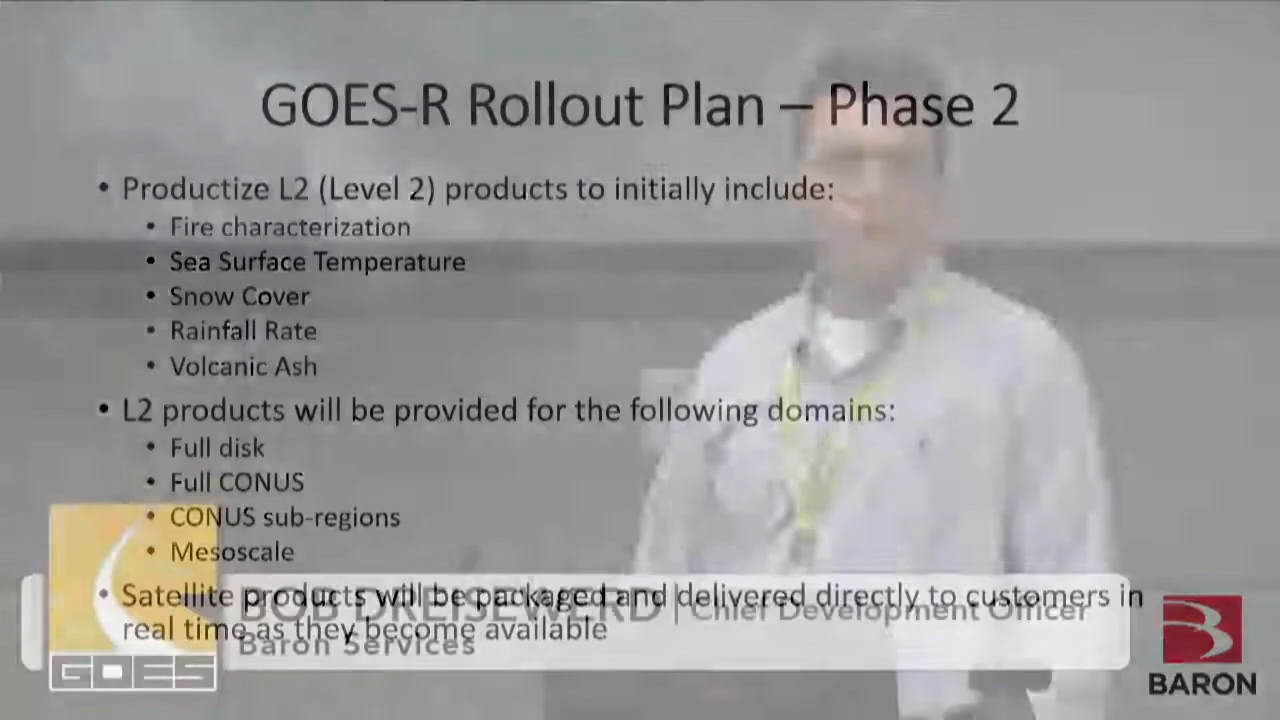 GOES-R Rollout Plan – Phase 2
• Productize L2 (Level 2) products to initially include:
• Fire characterization
• Sea Surface Temperature
• Snow Cover
• Rainfall Rate
• Volcanic Ash
• L2 products will be provided for the following domains:
• Full disk
• Full CONUS
• CONUS sub-regions
• Mesoscale
• Satellite products will be packaged and delivered directly to customers in
real time as they become available
BOB DREISEWERD | Chief Development Officer
Baron Services
GOES
BARON